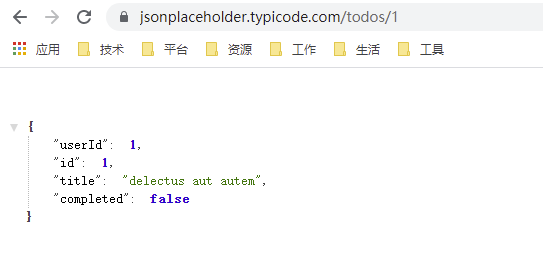 jsonplaceholder.typicode.com/todos/1
应用 技术 平台 资源 工作 生活 工具
{
"userId": 1,
"id": 1,
"title": "delectus aut autem",
"completed": false
}